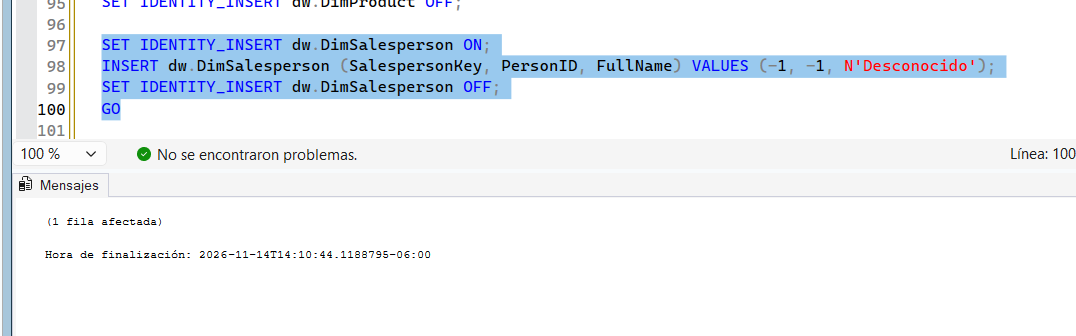 95 SET IDENTITY_INSERT dw.DimProduct OFF;
96
97 SET IDENTITY_INSERT dw.DimSalesperson ON;
98 INSERT dw.DimSalesperson (SalespersonKey, PersonID, FullName) VALUES (-1, -1, N'Desconocido');
99 SET IDENTITY_INSERT dw.DimSalesperson OFF;
100 GO
101
100 % No se encontraron problemas. Línea: 100
Mensajes
(1 fila afectada)
Hora de finalización: 2026-11-14T14:10:44.1188795-06:00